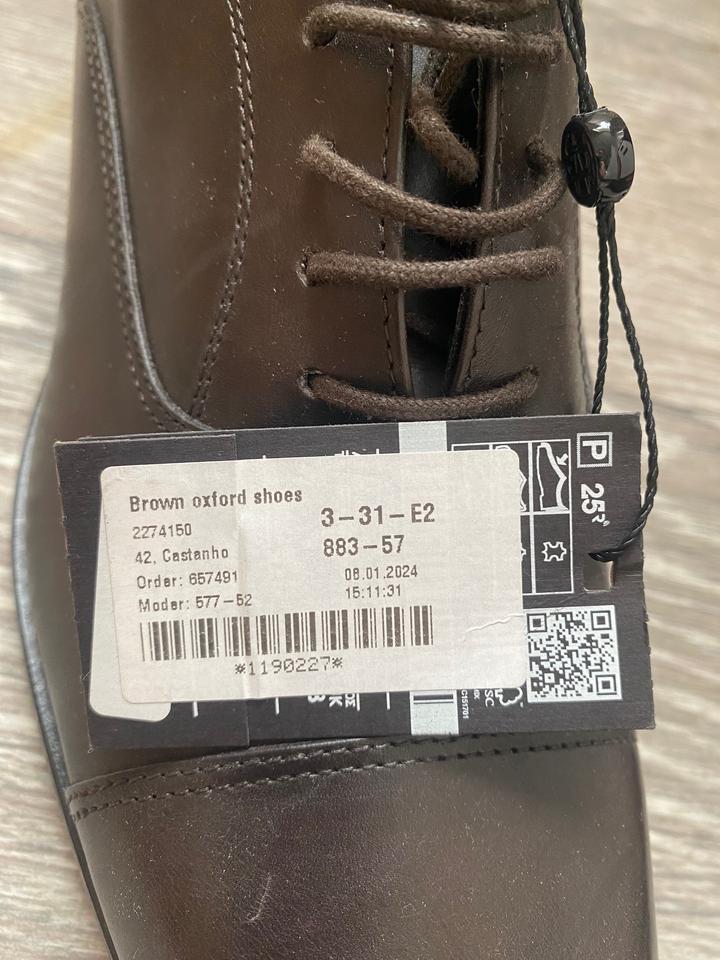 Brown oxford shoes
2274150
42, Castanho
Order: 657491
Moder: 577-52
3-31-E2
883-57
08.01.2024
15:11:31
*1190227*
P 25